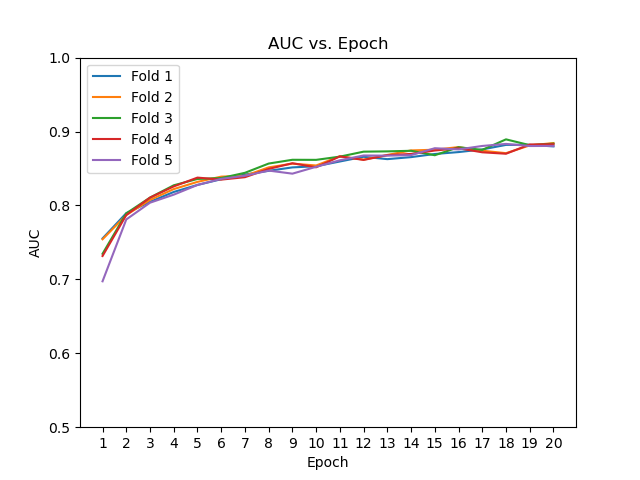 AUC vs. Epoch
1.0
0.9
0.8
0.7
0.6
0.5
AUC
Fold 1
Fold 2
Fold 3
Fold 4
Fold 5
1 2 3 4 5 6 7 8 9 10 11 12 13 14 15 16 17 18 19 20
Epoch